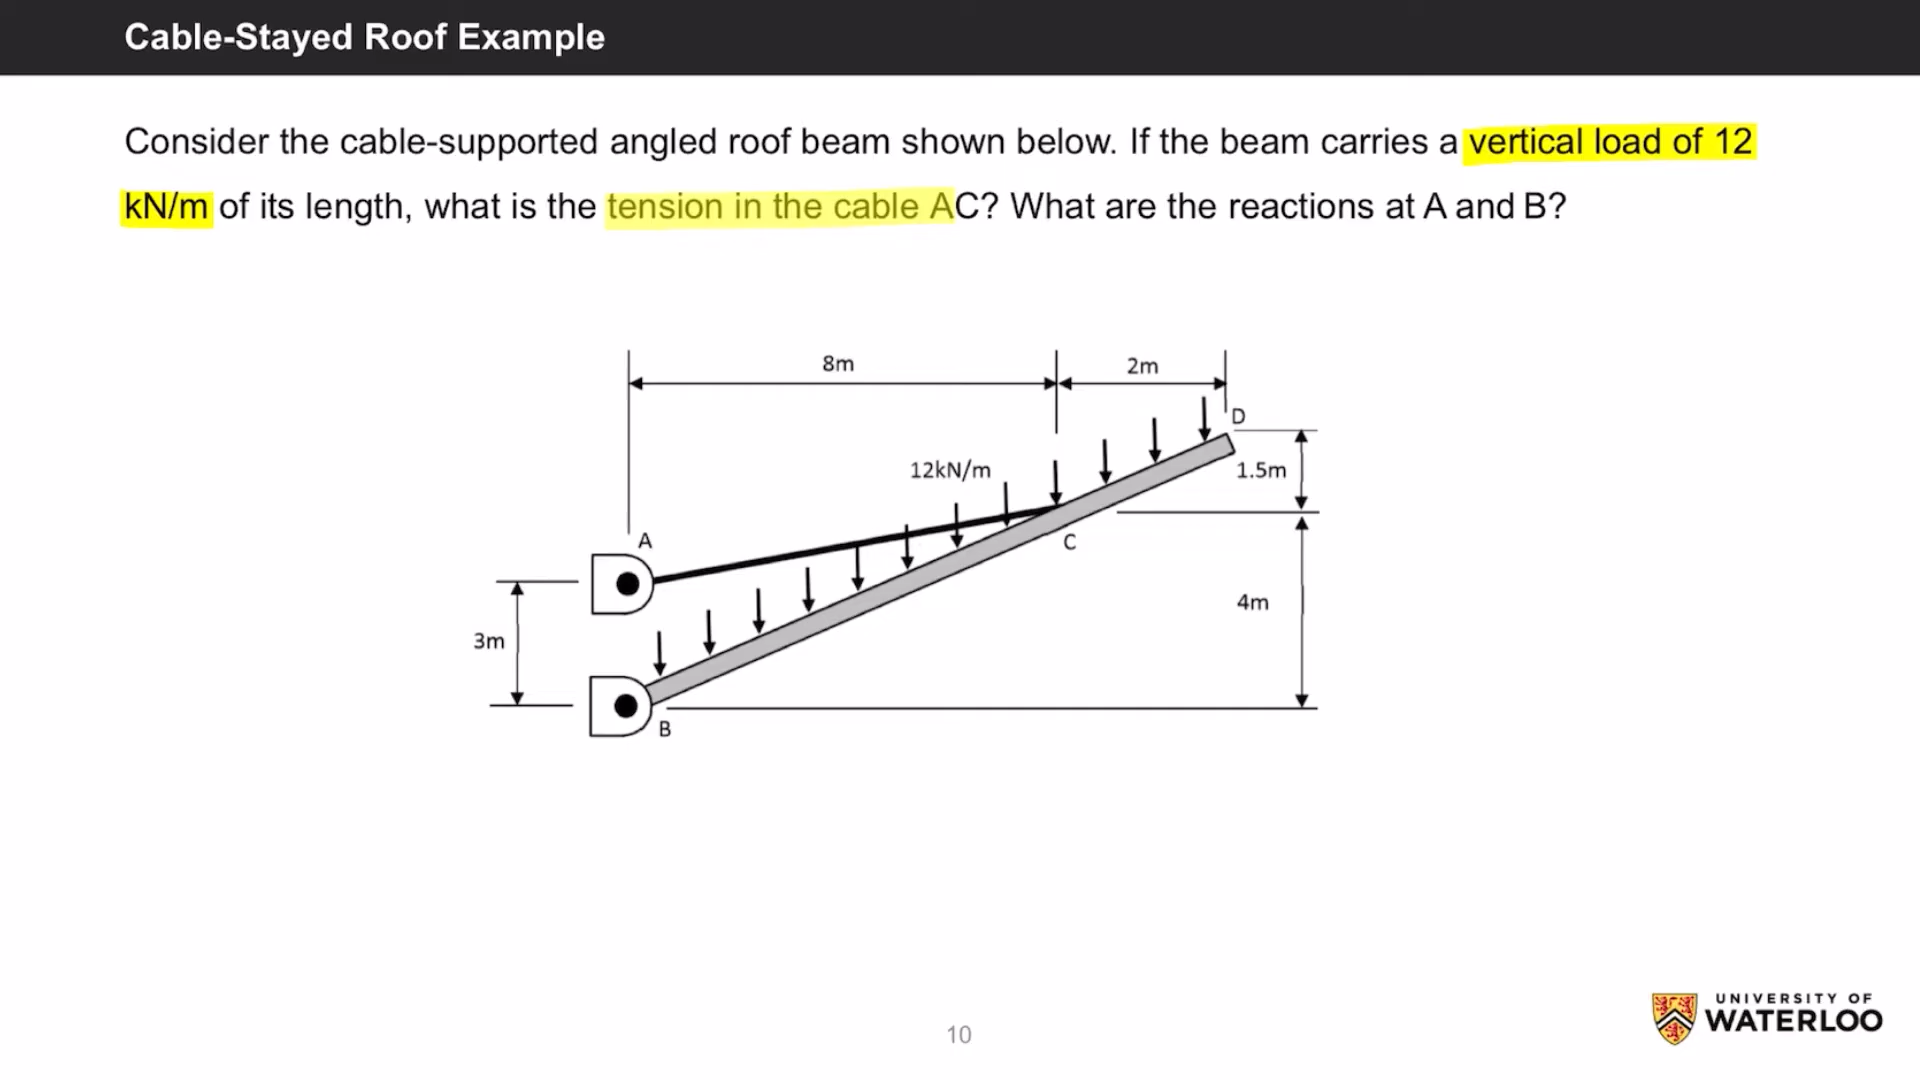 Cable-Stayed Roof Example
Consider the cable-supported angled roof beam shown below. If the beam carries a vertical load of 12
kN/m of its length, what is the tension in the cable AC? What are the reactions at A and B?
8m
2m
D
12kN/m
1.5m
A
C
4m
3m
B
UNIVERSITY OF
WATERLOO
10